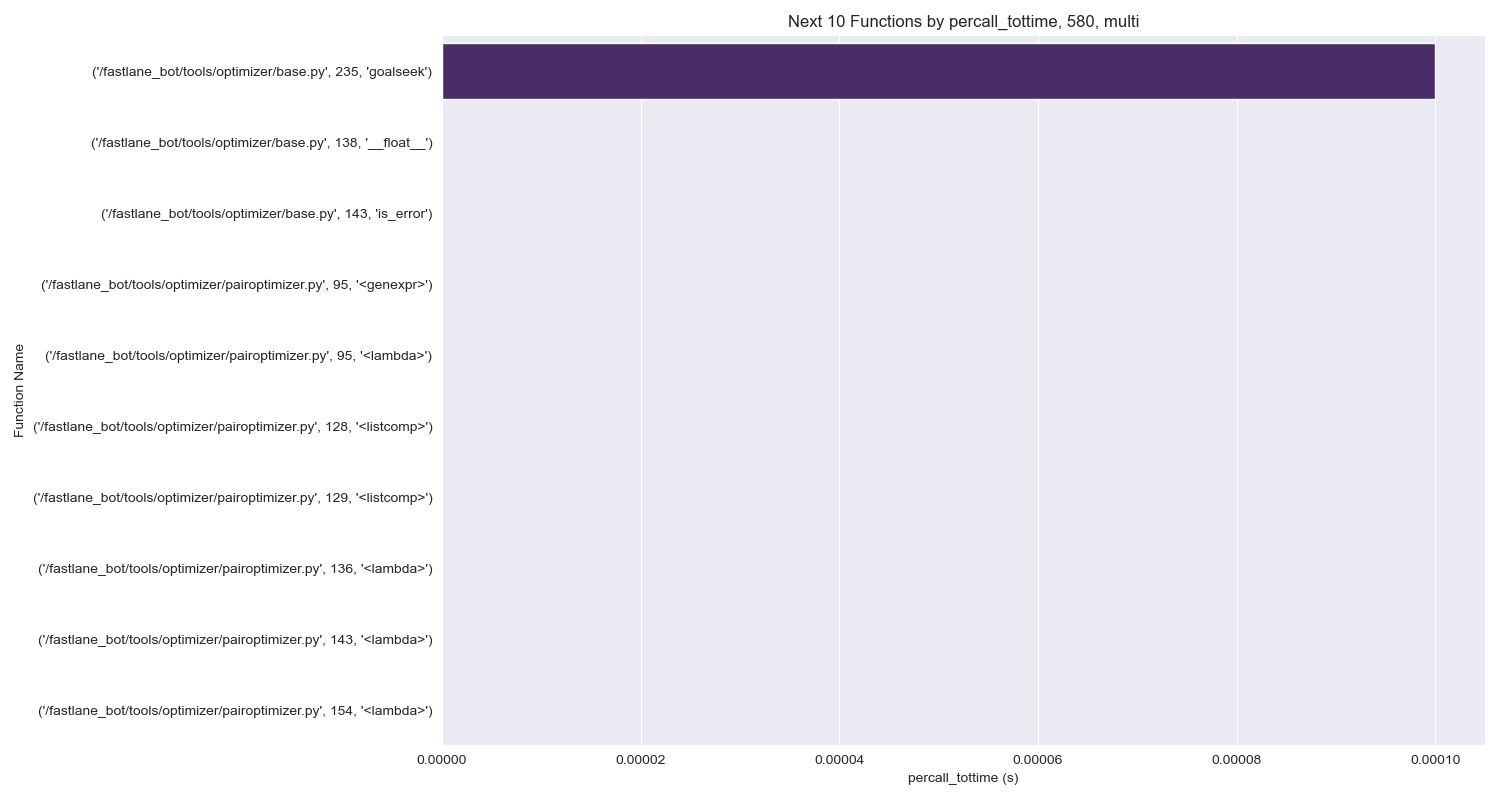 Next 10 Functions by percall_tottime, 580, multi
('/fastlane_bot/tools/optimizer/base.py', 235, 'goalseek')
('/fastlane_bot/tools/optimizer/base.py', 138, '__float__')
('/fastlane_bot/tools/optimizer/base.py', 143, 'is_error')
('/fastlane_bot/tools/optimizer/pairoptimizer.py', 95, '<genexpr>')
('/fastlane_bot/tools/optimizer/pairoptimizer.py', 95, '<lambda>')
('/fastlane_bot/tools/optimizer/pairoptimizer.py', 128, '<listcomp>')
('/fastlane_bot/tools/optimizer/pairoptimizer.py', 129, '<listcomp>')
('/fastlane_bot/tools/optimizer/pairoptimizer.py', 136, '<lambda>')
('/fastlane_bot/tools/optimizer/pairoptimizer.py', 143, '<lambda>')
('/fastlane_bot/tools/optimizer/pairoptimizer.py', 154, '<lambda>')
Function Name
0.00000 0.00002 0.00004 0.00006 0.00008 0.00010
percall_tottime (s)